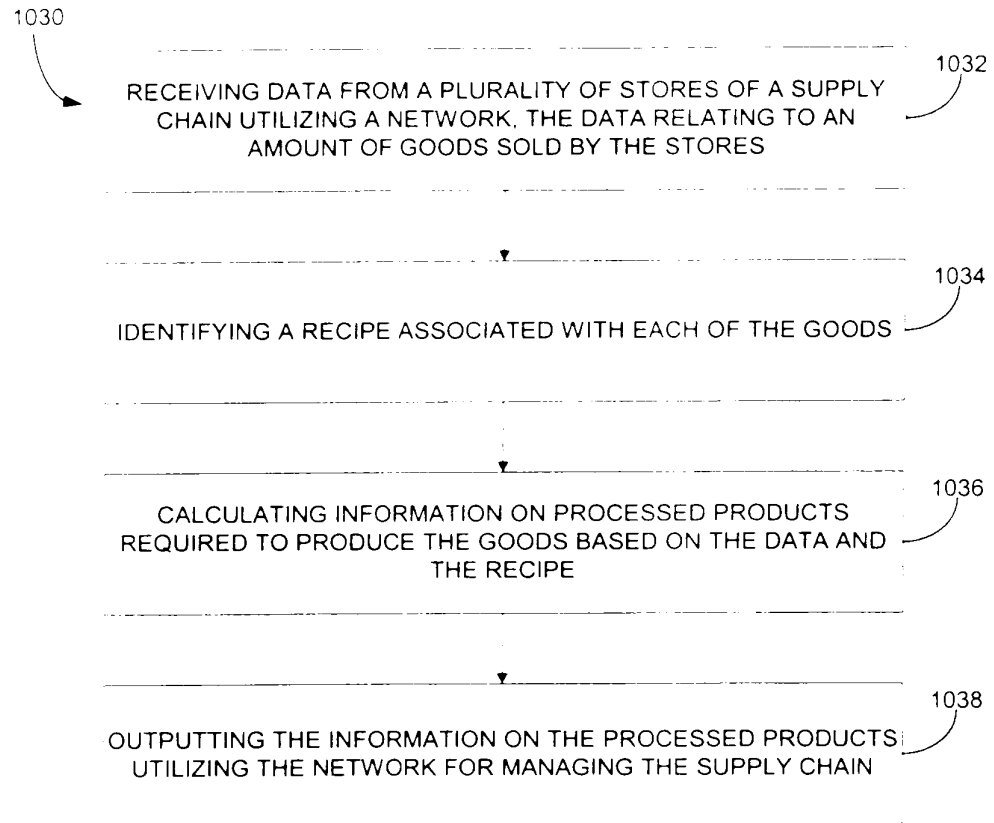 1030
1032
RECEIVING DATA FROM A PLURALITY OF STORES OF A SUPPLY
CHAIN UTILIZING A NETWORK, THE DATA RELATING TO AN
AMOUNT OF GOODS SOLD BY THE STORES
1034
IDENTIFYING A RECIPE ASSOCIATED WITH EACH OF THE GOODS
1036
CALCULATING INFORMATION ON PROCESSED PRODUCTS
REQUIRED TO PRODUCE THE GOODS BASED ON THE DATA AND
THE RECIPE
1038
OUTPUTTING THE INFORMATION ON THE PROCESSED PRODUCTS
UTILIZING THE NETWORK FOR MANAGING THE SUPPLY CHAIN